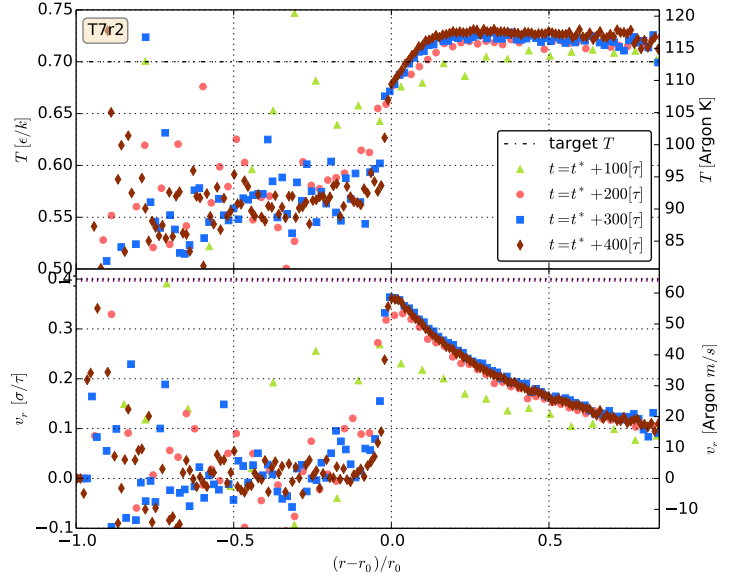 T7r2
0.75
0.70
0.65
0.60
0.55
0.50
T [ϵ/k]
120
115
110
105
100
95
90
85
T [Argon K]
target T
t=t* +100[τ]
t=t* +200[τ]
t=t* +300[τ]
t=t* +400[τ]
0.4
0.3
0.2
0.1
0.0
−0.1
v_r [σ/τ]
60
50
40
30
20
10
0
−10
v_r [Argon m/s]
−1.0 −0.5 0.0 0.5
(r−r_0)/r_0